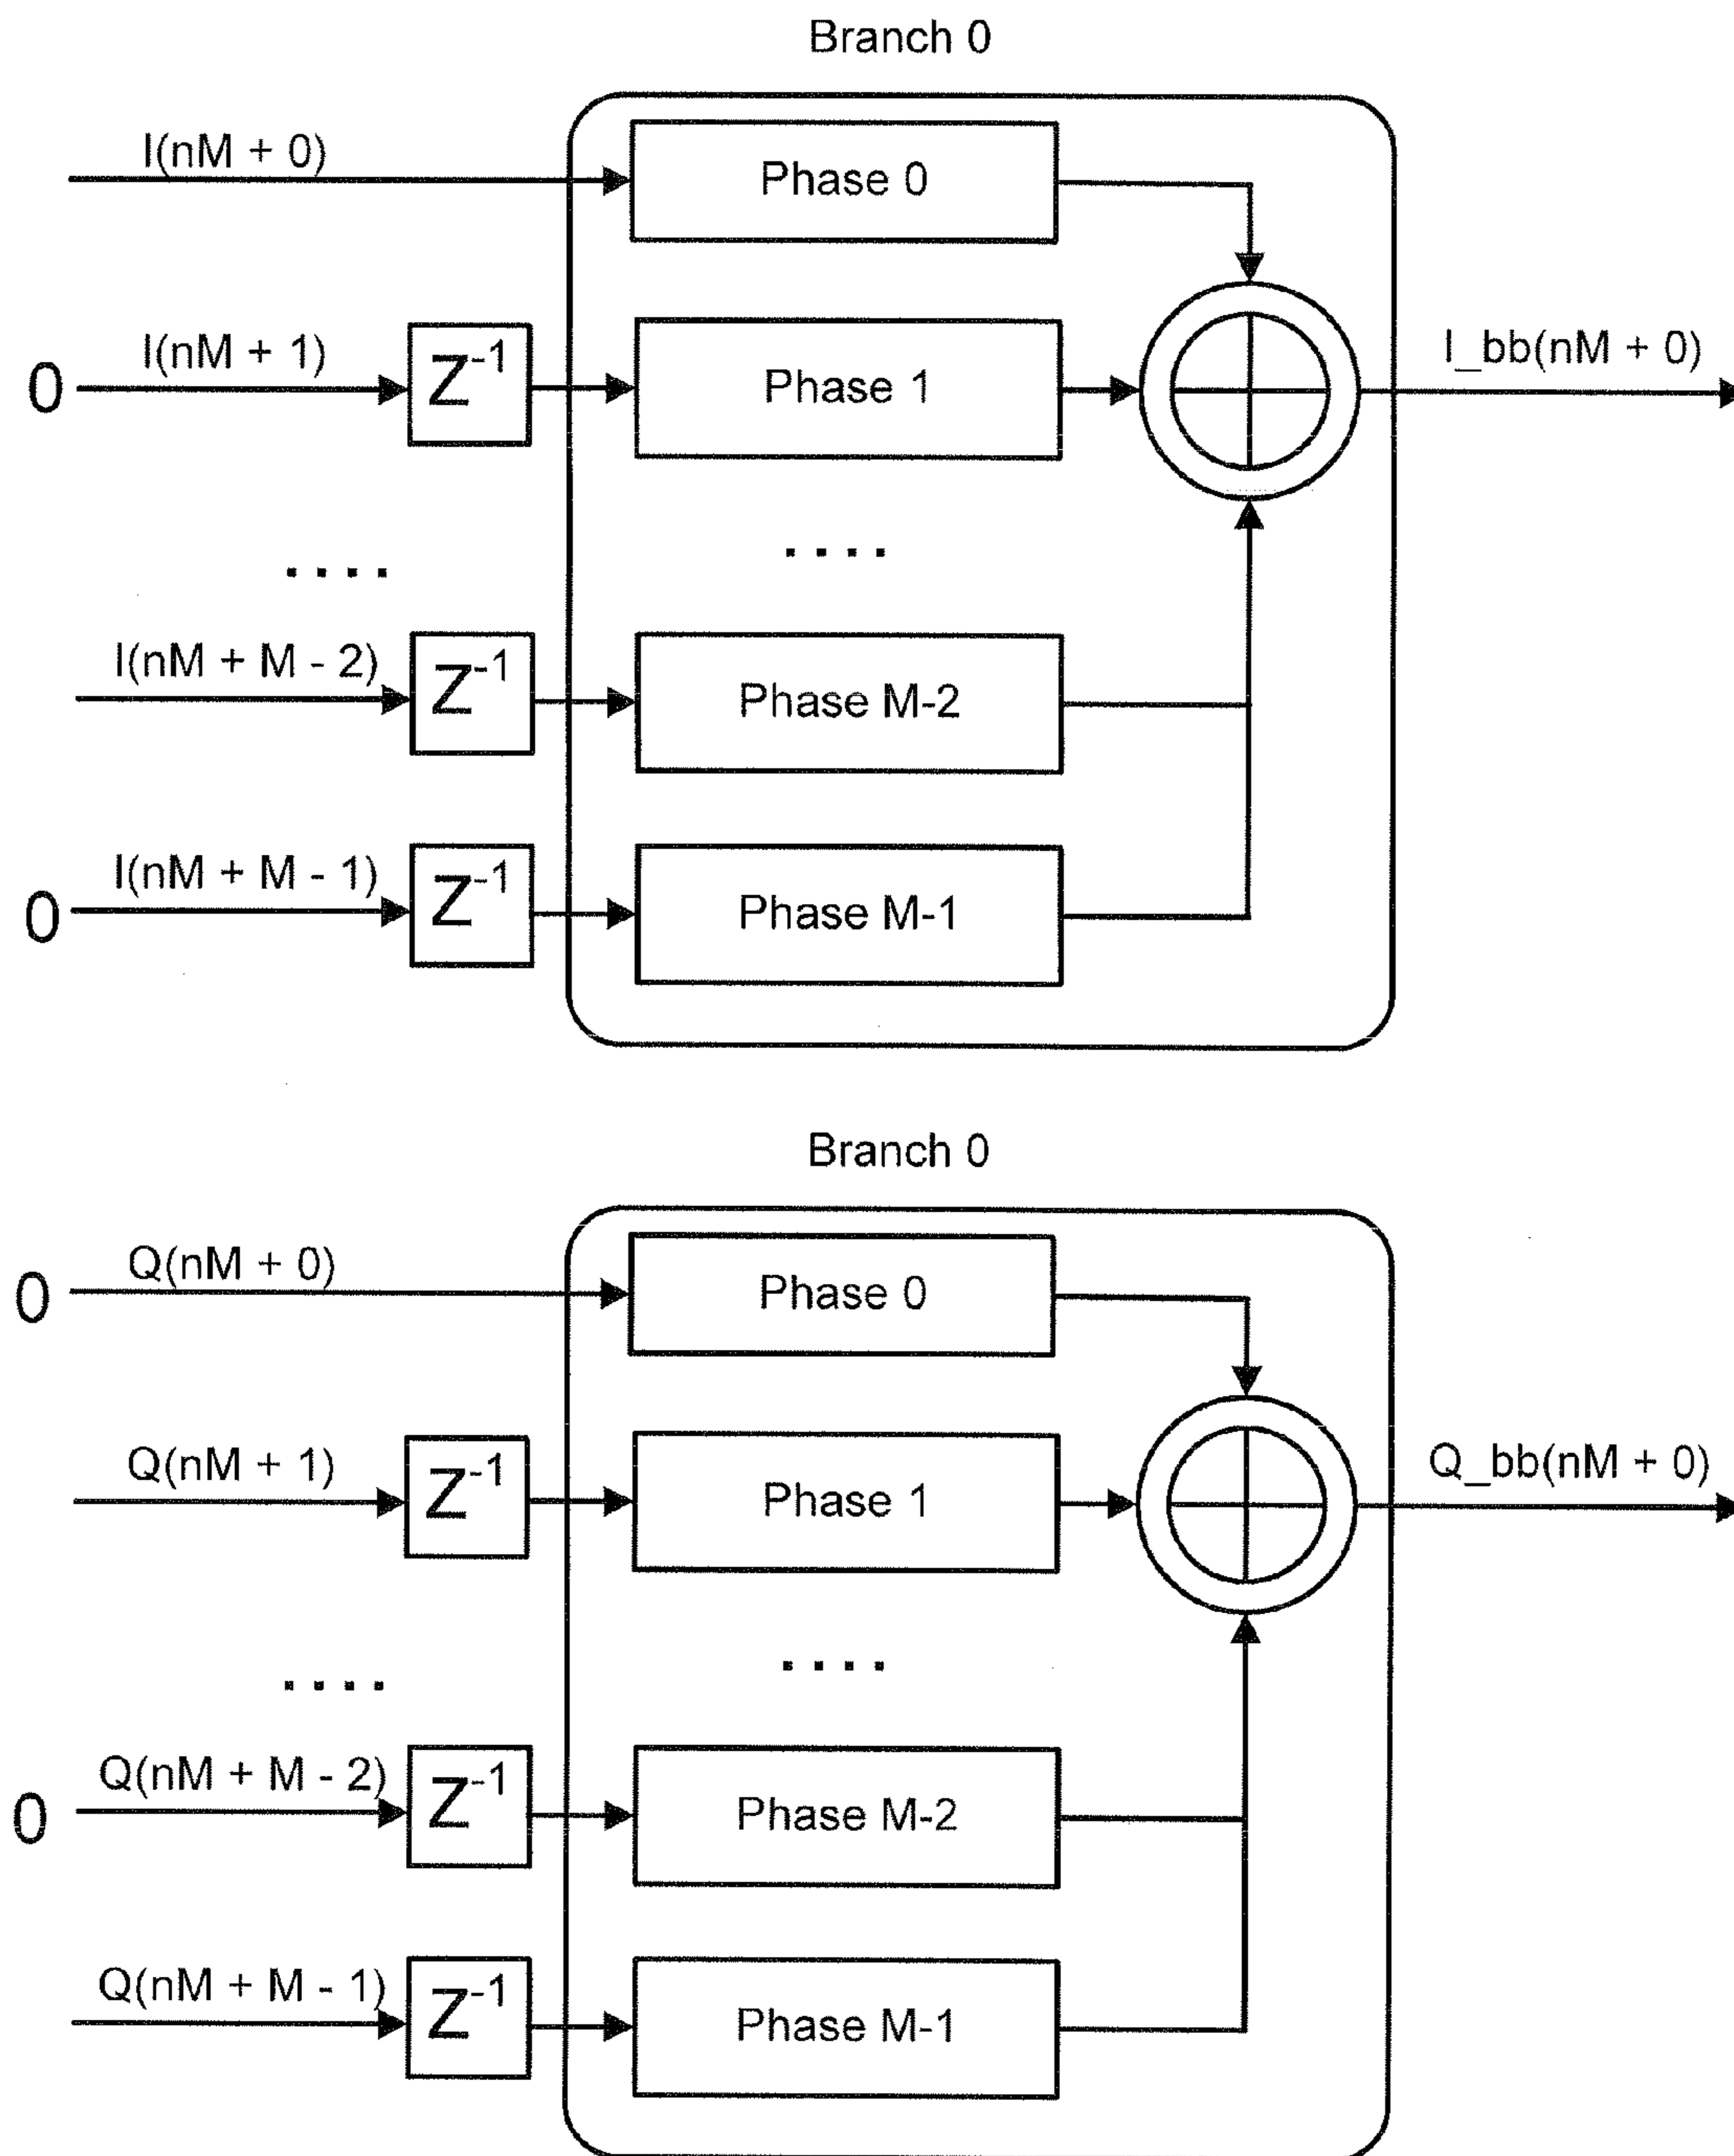 Branch 0
I(nM + 0)
Phase 0
0
I(nM + 1)
Z-1
Phase 1
I_bb(nM + 0)
....
....
I(nM + M - 2)
Z-1
Phase M-2
0
I(nM + M - 1)
Z-1
Phase M-1
Branch 0
0
Q(nM + 0)
Phase 0
Q(nM + 1)
Z-1
Phase 1
Q_bb(nM + 0)
....
....
0
Q(nM + M - 2)
Z-1
Phase M-2
Q(nM + M - 1)
Z-1
Phase M-1